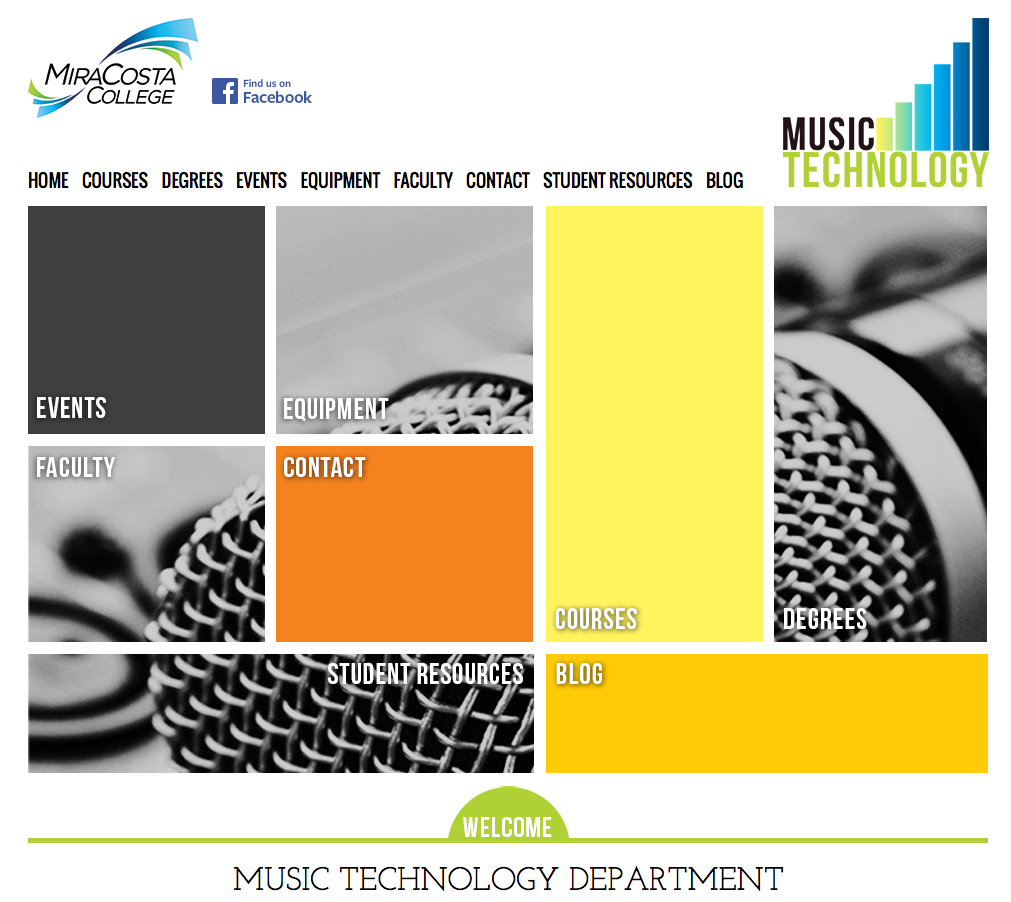 MIRACOSTA
COLLEGE
Find us on
Facebook
MUSIC
TECHNOLOGY
HOME COURSES DEGREES EVENTS EQUIPMENT FACULTY CONTACT STUDENT RESOURCES BLOG
EVENTS
EQUIPMENT
FACULTY
CONTACT
COURSES
DEGREES
STUDENT RESOURCES
BLOG
WELCOME
MUSIC TECHNOLOGY DEPARTMENT